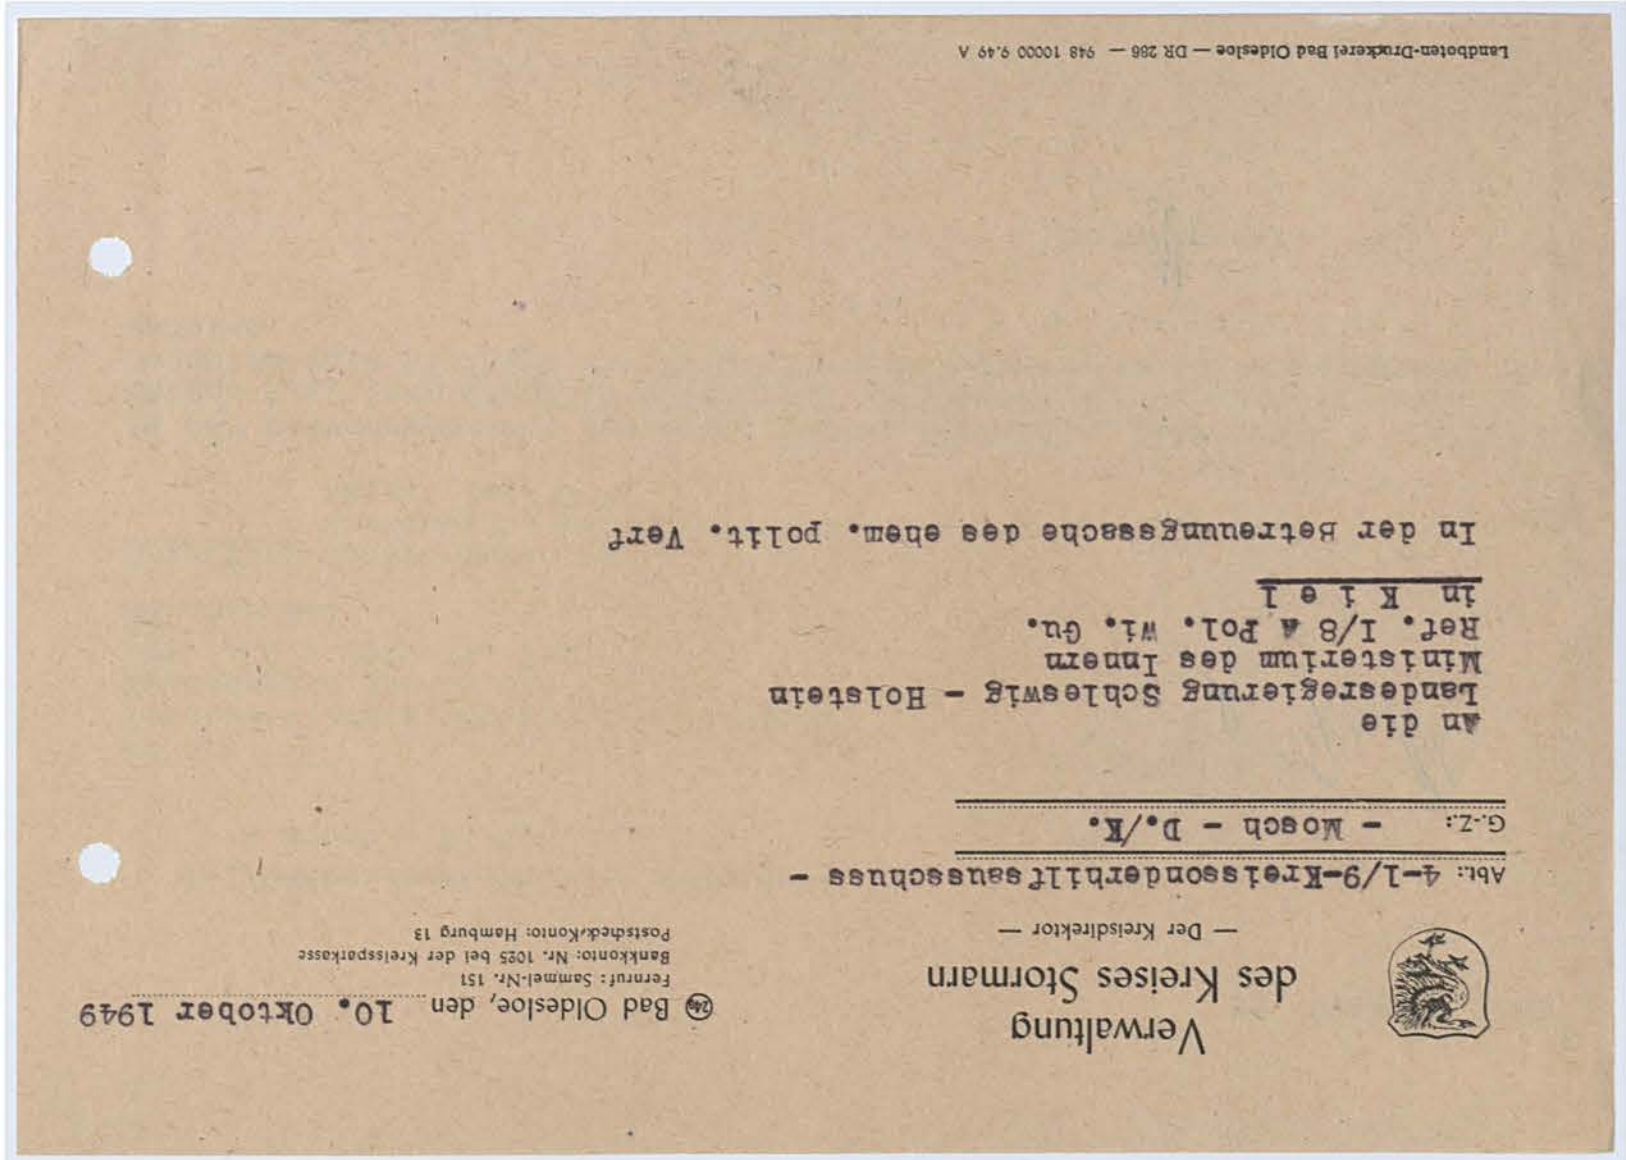 Verwaltung
des Kreises Stormarn
— Der Kreisdirektor —
24a Bad Oldesloe, den 10. Oktober 1949
Fernruf: Sammel-Nr. 151
Bankkonto: Nr. 1025 bei der Kreissparkasse
Postscheck-Konto: Hamburg 13
Abt.: 4-1/9-Kreissonderhilfsausschuss -
G.-Z.: - Mosch - D./K.
An die
Landesregierung Schleswig - Holstein
Ministerium des Innern
Ref. I/8 A Pol. Wi. Gu.
in K i e l
In der Betreuungssache des ehem. polit. Verf
Landboten-Druckerei Bad Oldesloe — DR 286 — 948 10000 9.49 A